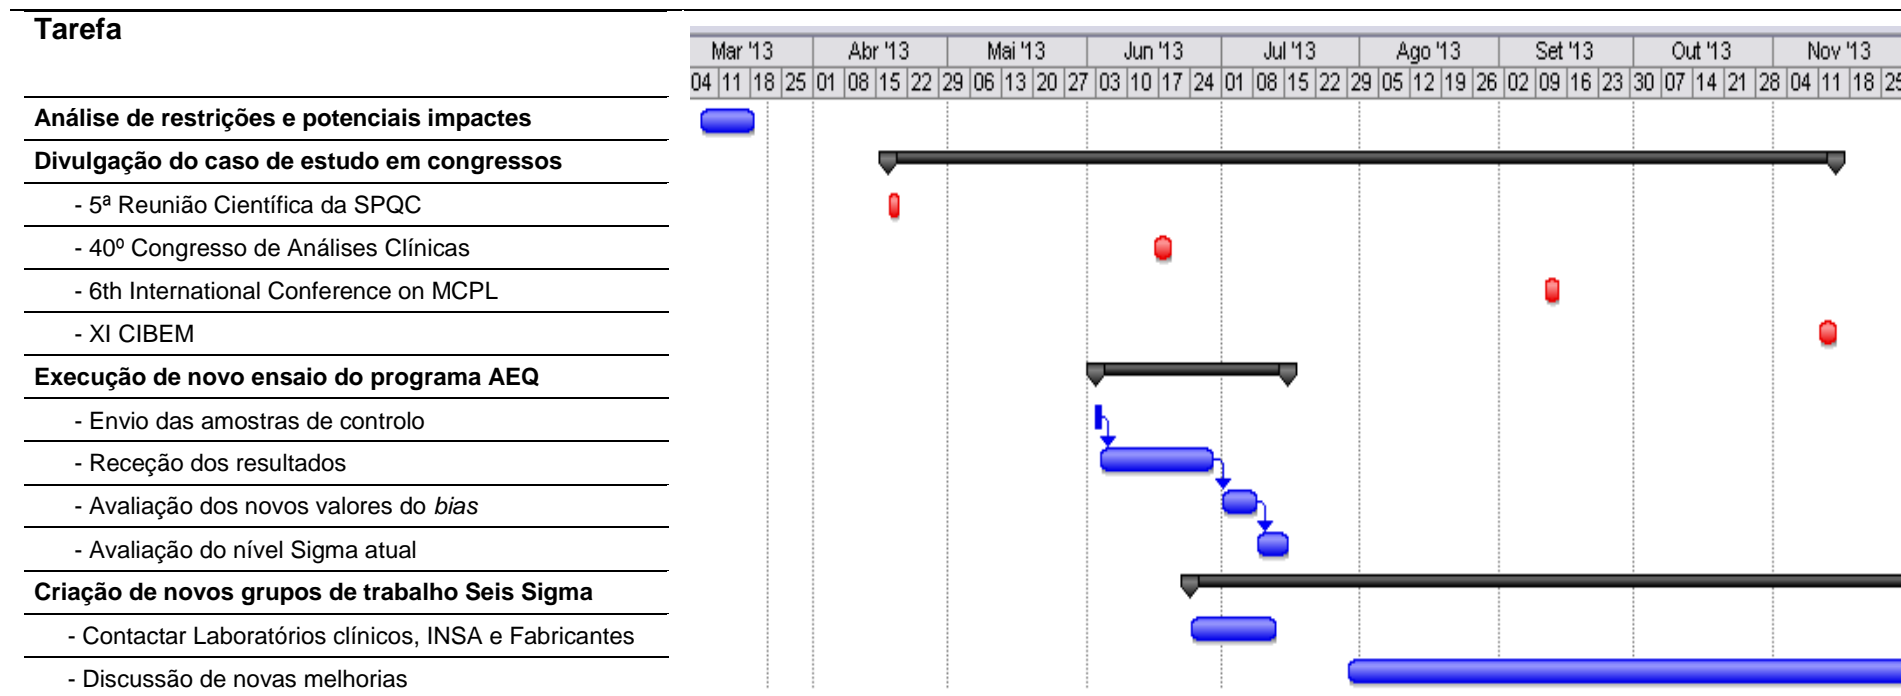 Tarefa
Mar '13 Abr '13 Mai '13 Jun '13 Jul '13 Ago '13 Set '13 Out '13 Nov '13
04 11 18 25 01 08 15 22 29 06 13 20 27 03 10 17 24 01 08 15 22 29 05 12 19 26 02 09 16 23 30 07 14 21 28 04 11 18 25
Análise de restrições e potenciais impactes
Divulgação do caso de estudo em congressos
- 5ª Reunião Científica da SPQC
- 40º Congresso de Análises Clínicas
- 6th International Conference on MCPL
- XI CIBEM
Execução de novo ensaio do programa AEQ
- Envio das amostras de controlo
- Receção dos resultados
- Avaliação dos novos valores do bias
- Avaliação do nível Sigma atual
Criação de novos grupos de trabalho Seis Sigma
- Contactar Laboratórios clínicos, INSA e Fabricantes
- Discussão de novas melhorias